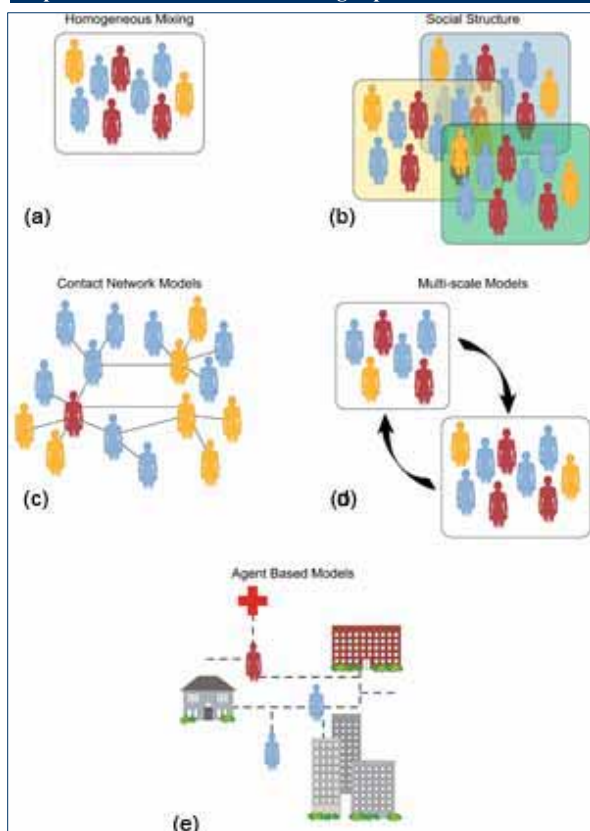 Homogeneous Mixing
Social Structure
(a)
(b)
Contact Network Models
Multi-scale Models
(c)
(d)
Agent Based Models
(e)